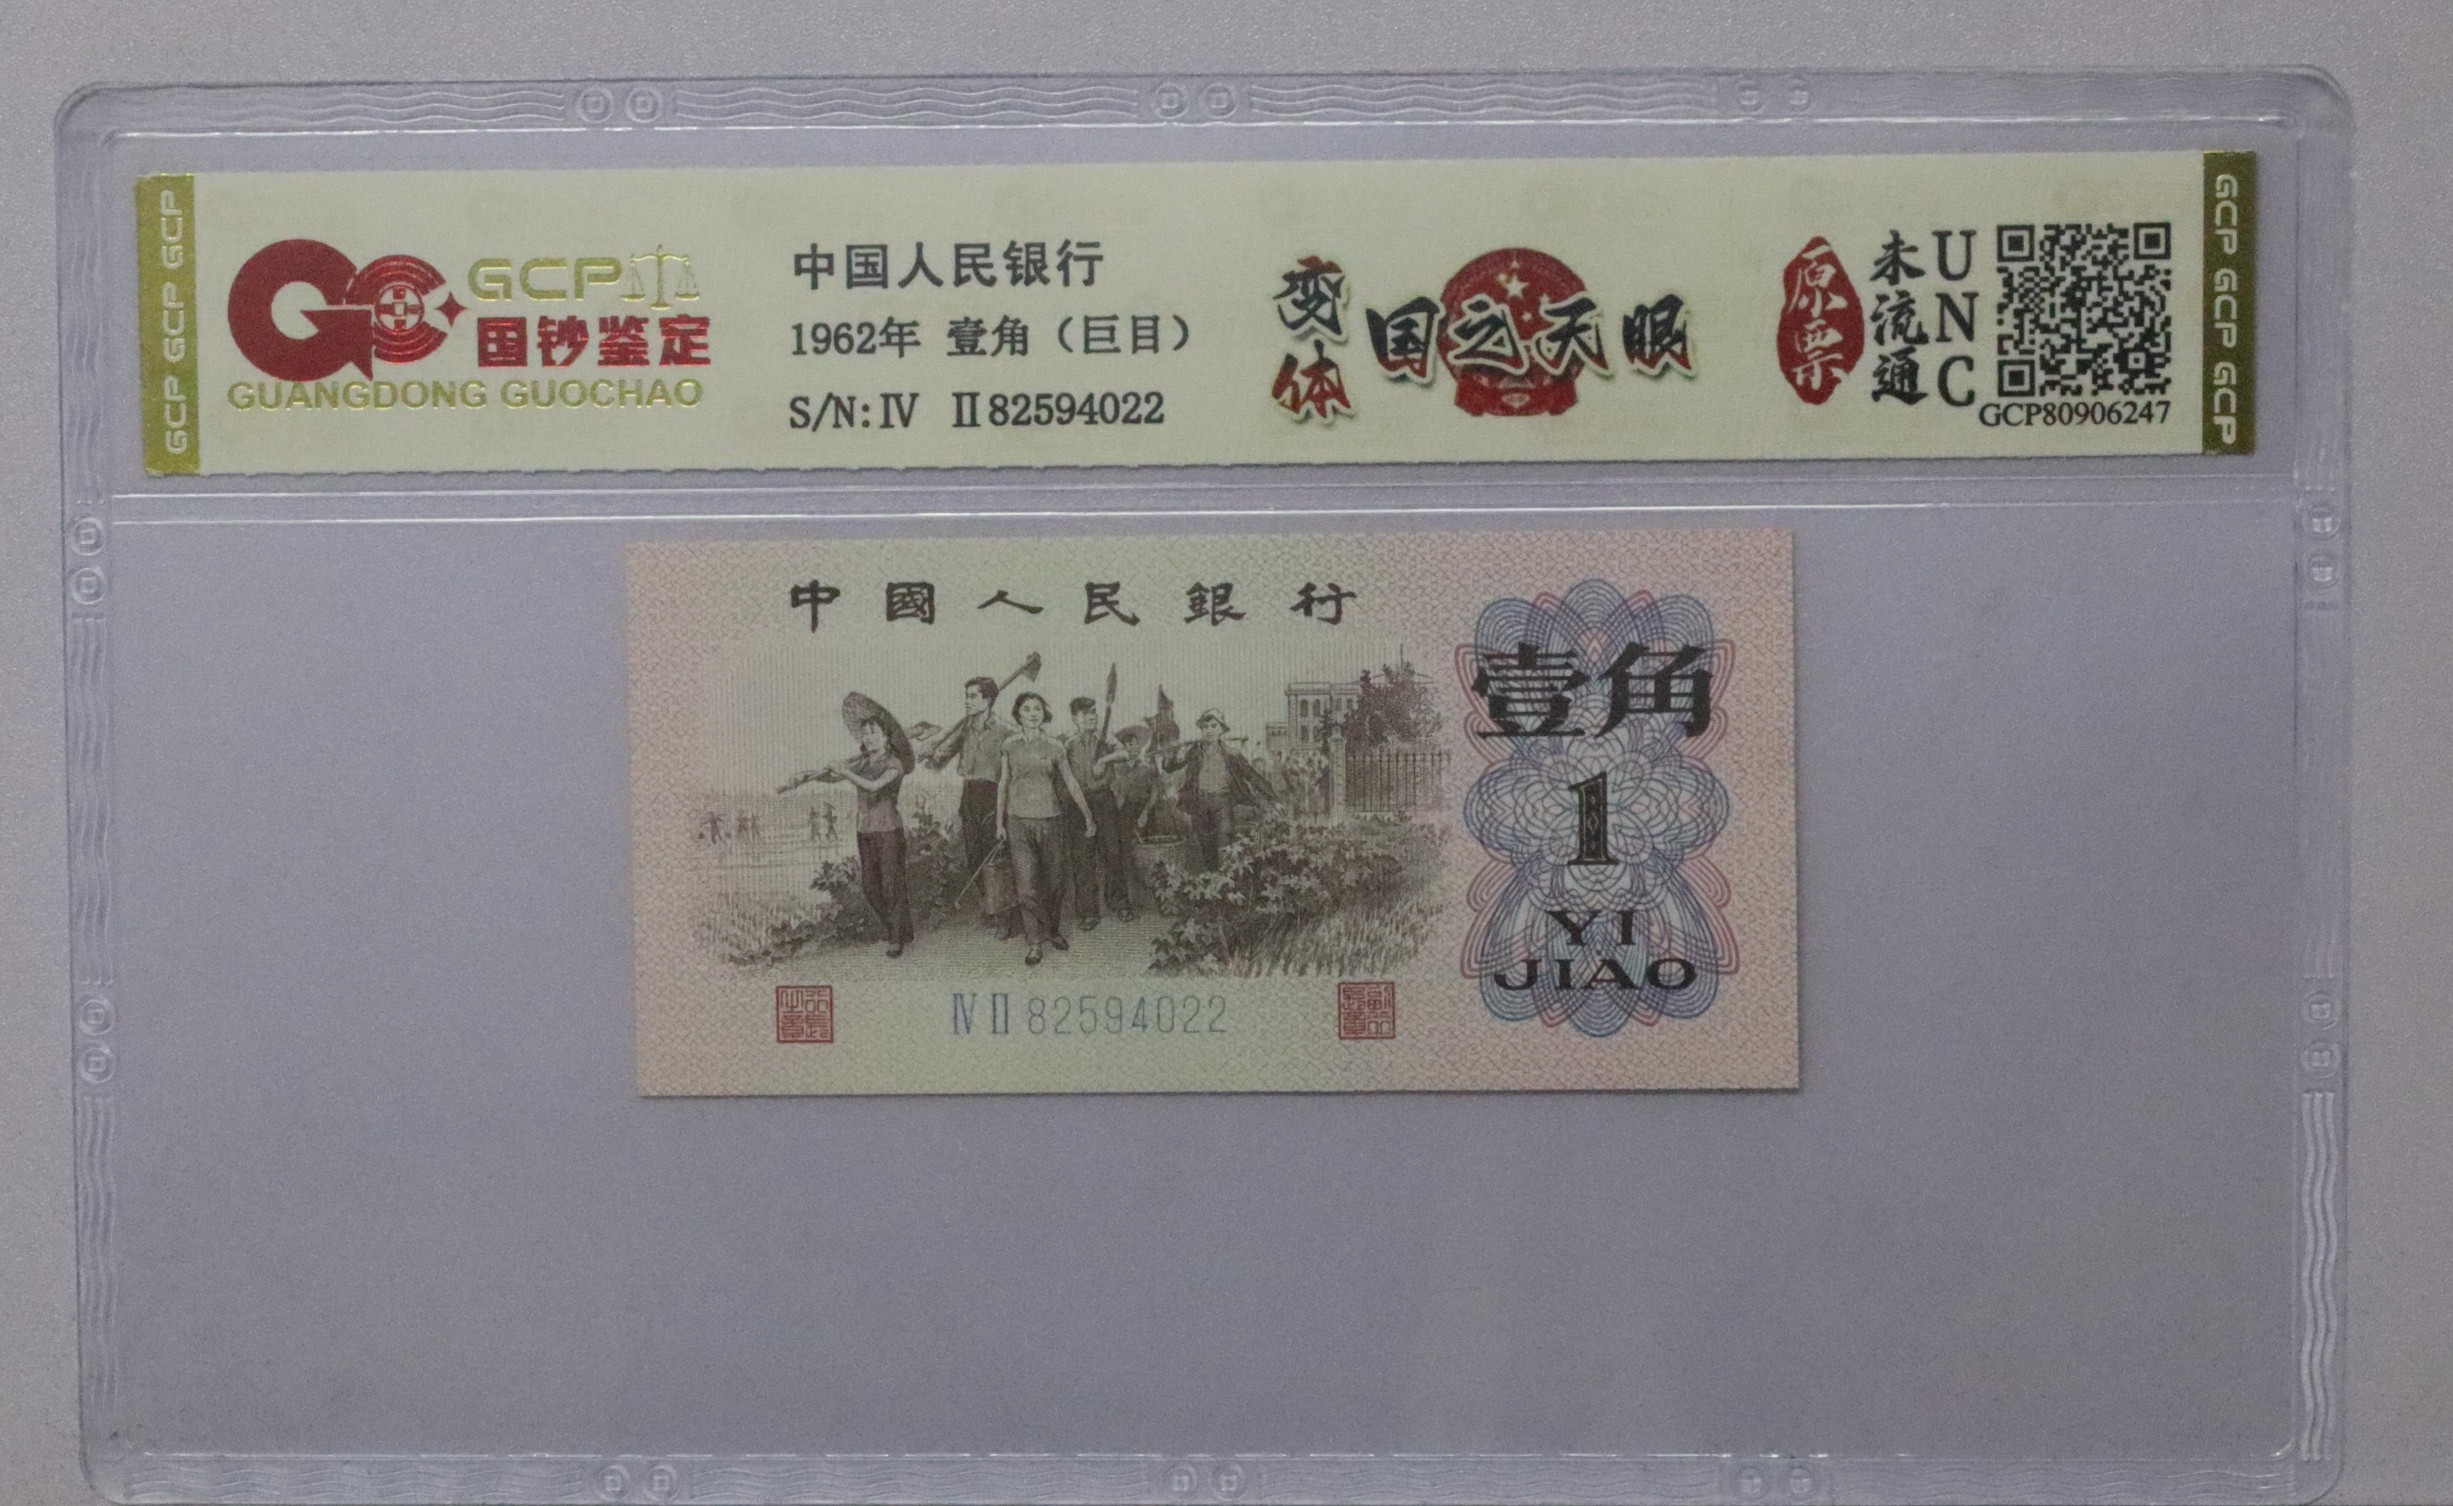 GCP GCP GCP
GCP
国钞鉴定
GUANGDONG GUOCHAO
中国人民银行
1962年 壹角（巨目）
S/N:Ⅳ Ⅱ82594022
变体
国之天眼
原票
未流通
UNC
GCP80906247
GCP GCP GCP
中國人民銀行
壹角
1
YI
JIAO
Ⅳ Ⅱ 82594022